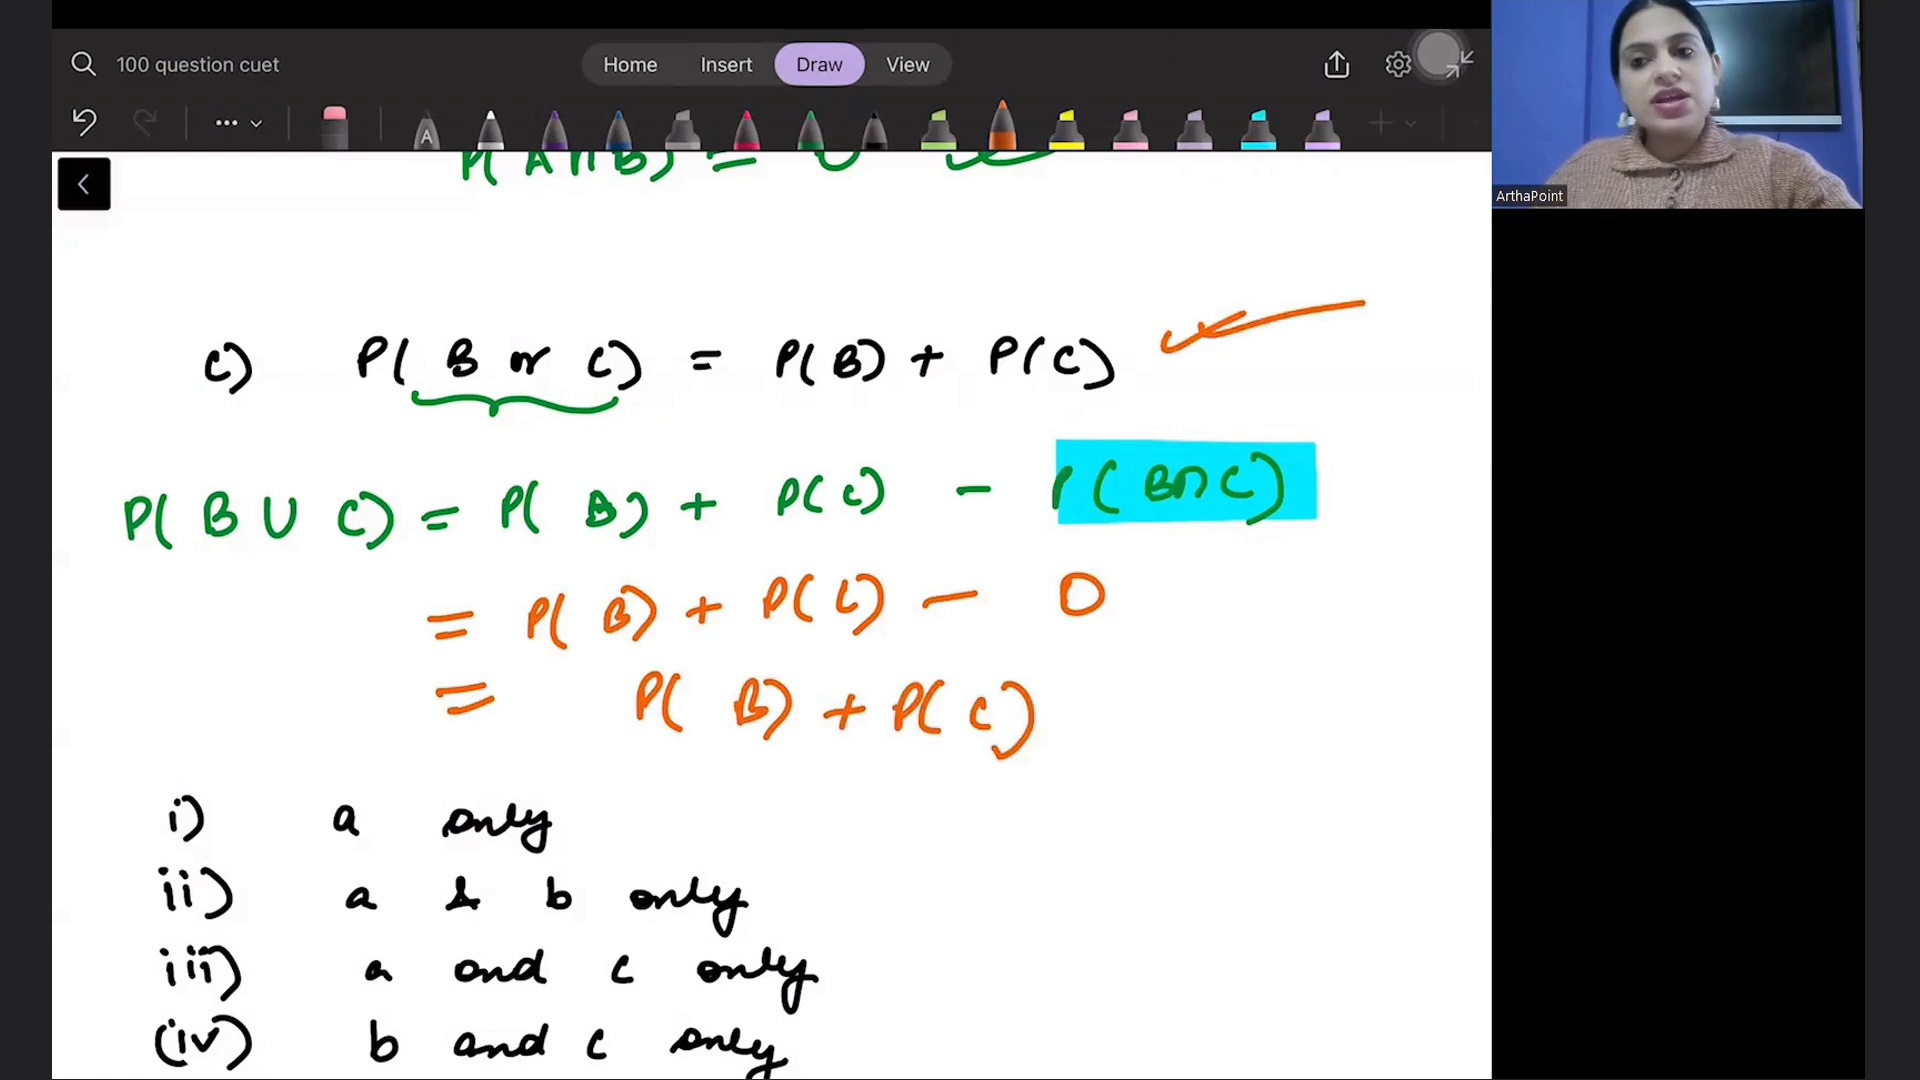 100 question cuet
Home Insert Draw View
A
ArthaPoint
P(A∩B) = 0
c) P(B or C) = P(B) + P(C)
P(B ∪ C) = P(B) + P(C) - P(B∩C)
= P(B) + P(C) - 0
= P(B) + P(C)
i) a only
ii) a & b only
iii) a and c only
(iv) b and c only